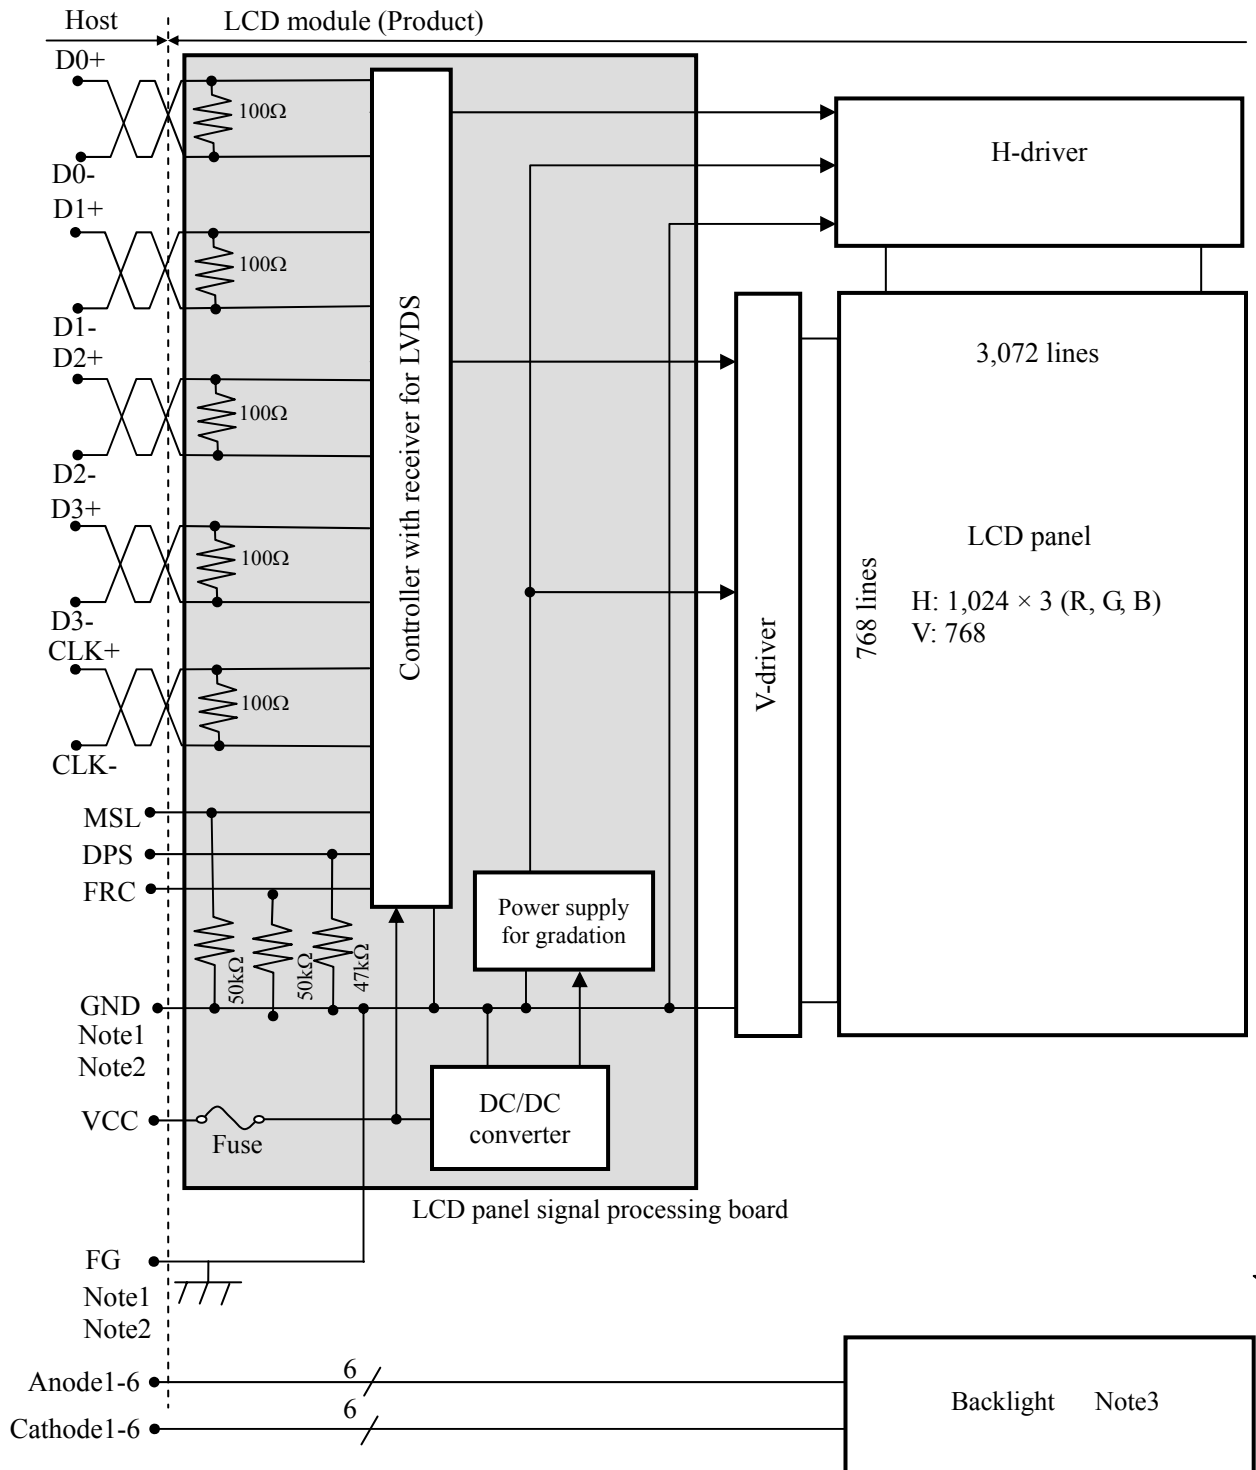 Host
LCD module (Product)
D0+
100Ω
D0-
D1+
100Ω
D1-
D2+
100Ω
D2-
D3+
100Ω
D3-
CLK+
100Ω
CLK-
Controller with receiver for LVDS
H-driver
V-driver
3,072 lines
768 lines
LCD panel
H: 1,024 × 3 (R, G, B)
V: 768
MSL
DPS
FRC
50kΩ
50kΩ
47kΩ
Power supply
for gradation
GND
Note1
Note2
VCC
Fuse
DC/DC
converter
LCD panel signal processing board
FG
Note1
Note2
Anode1-6
6
Cathode1-6
6
Backlight Note3